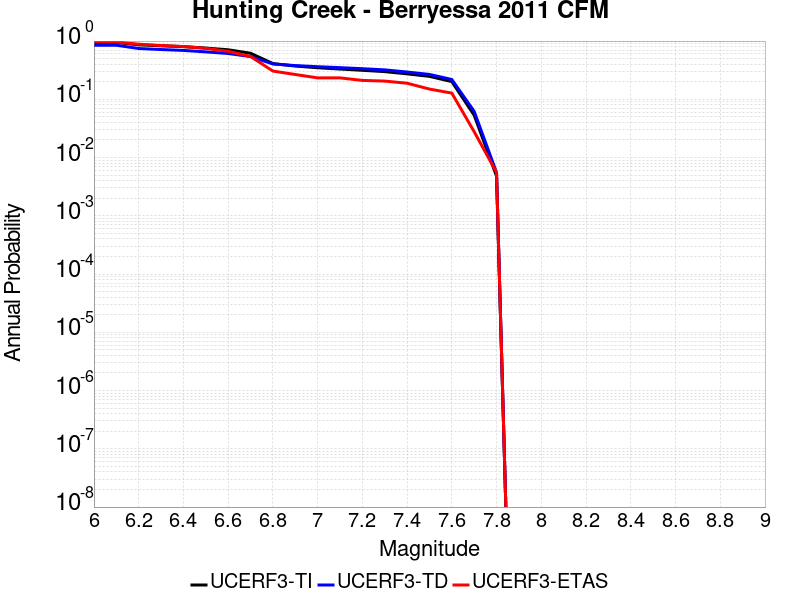 Hunting Creek - Berryessa 2011 CFM
10^0
10^-1
10^-2
10^-3
10^-4
10^-5
10^-6
10^-7
10^-8
Annual Probability
6 6.2 6.4 6.6 6.8 7 7.2 7.4 7.6 7.8 8 8.2 8.4 8.6 8.8 9
Magnitude
UCERF3-TI UCERF3-TD UCERF3-ETAS